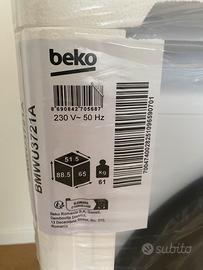 beko
8 690842 705687
230 V~ 50 Hz
BMWU3721A
51.5
88.5
65
kg
61
Beko Romania S.A. Gaesti,
Romania
subito